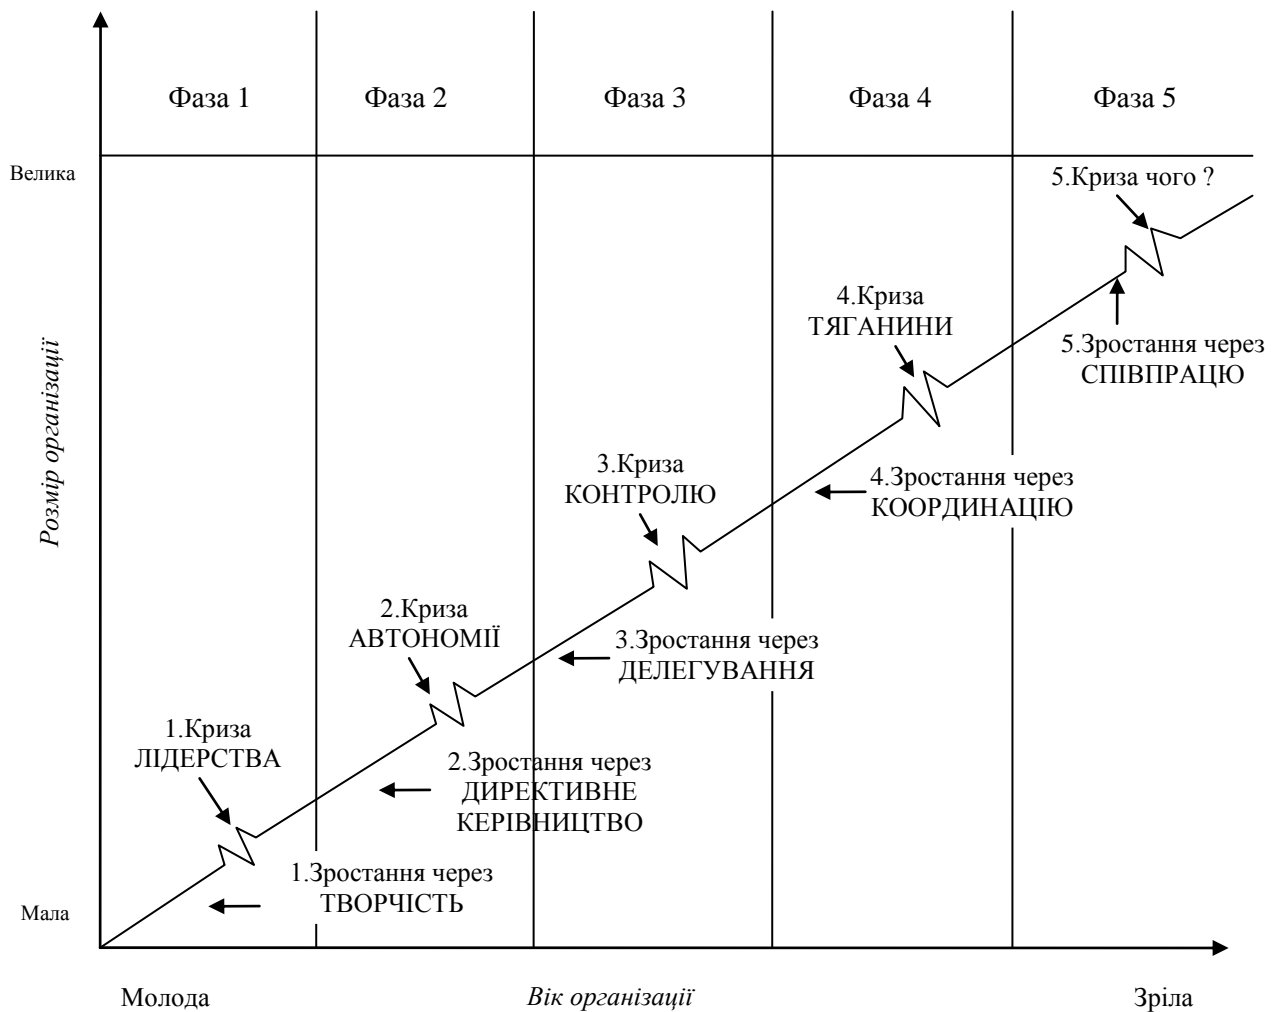 Фаза 1
Фаза 2
Фаза 3
Фаза 4
Фаза 5
Велика
5.Криза чого ?
4.Криза
ТЯГАНИНИ
5.Зростання через
СПІВПРАЦЮ
Розмір організації
3.Криза
КОНТРОЛЮ
4.Зростання через
КООРДИНАЦІЮ
2.Криза
АВТОНОМІЇ
3.Зростання через
ДЕЛЕГУВАННЯ
1.Криза
ЛІДЕРСТВА
2.Зростання через
ДИРЕКТИВНЕ
КЕРІВНИЦТВО
1.Зростання через
ТВОРЧІСТЬ
Мала
Молода
Вік організації
Зріла